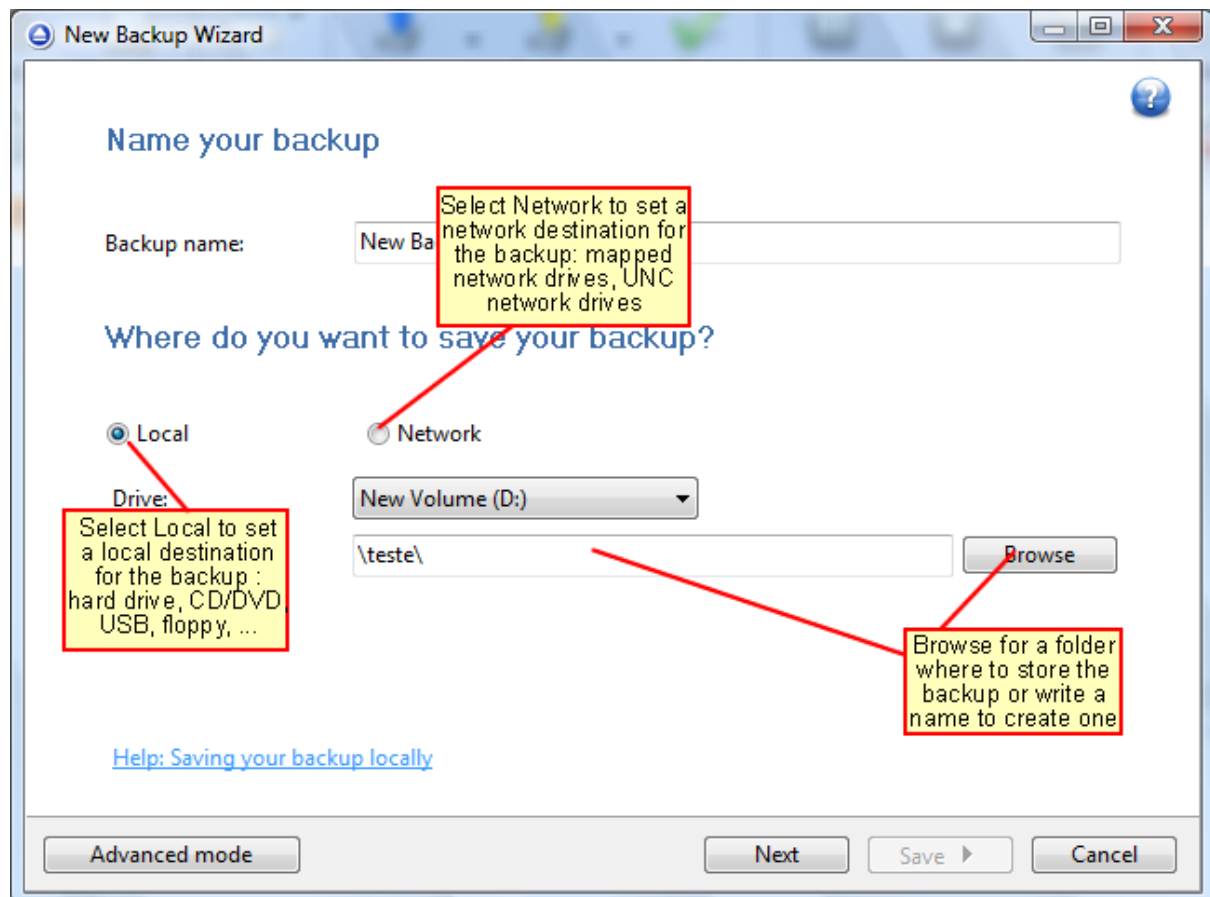 New Backup Wizard
Name your backup
Select Network to set a
network destination for
the backup: mapped
network drives, UNC
network drives
Backup name:
New Ba
Where do you want to save your backup?
Local
Network
Drive:
New Volume (D:)
Select Local to set
a local destination
for the backup :
hard drive, CD/DVD,
USB, floppy, ...
\teste\
Browse
Browse for a folder
where to store the
backup or write a
name to create one
Help: Saving your backup locally
Advanced mode
Next
Save
Cancel